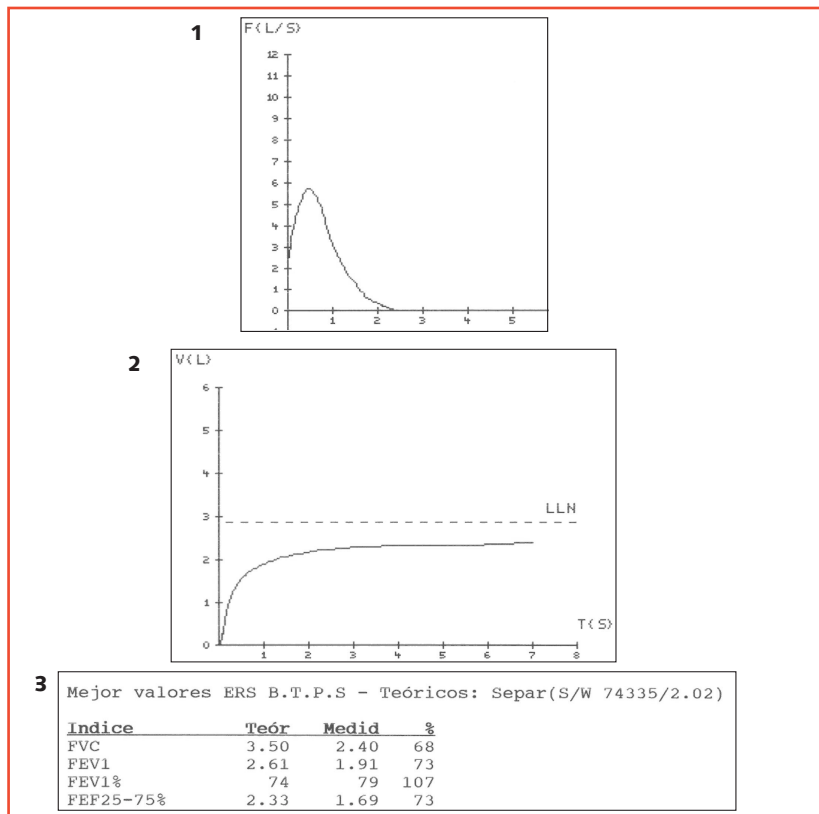 1
F(L/S)
12
11
10
9
8
7
6
5
4
3
2
1
0
1 2 3 4 5
2
V(L)
6
5
4
3
2
1
0
LLN
T(S)
1 2 3 4 5 6 7 8
3
Mejor valores ERS B.T.P.S - Teóricos: Separ(S/W 74335/2.02)
Indice Teór Medid %
FVC 3.50 2.40 68
FEV1 2.61 1.91 73
FEV1% 74 79 107
FEF25-75% 2.33 1.69 73